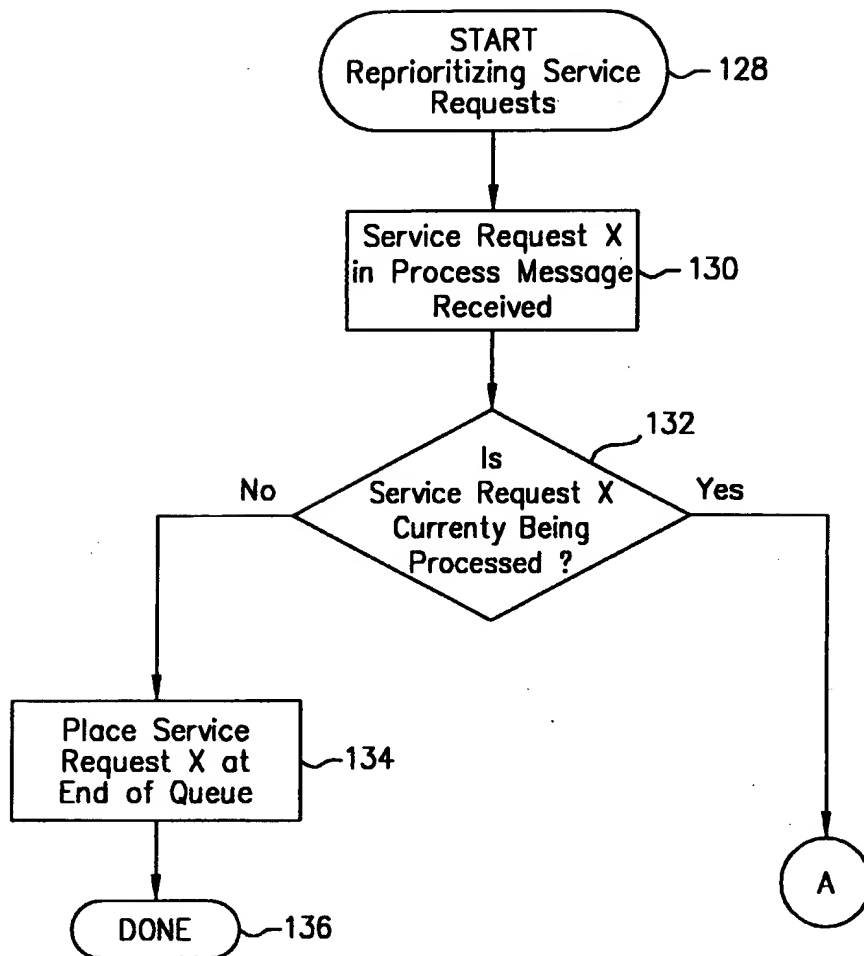 START
Reprioritizing Service
Requests
128
Service Request X
in Process Message
Received
130
132
Is
Service Request X
Currenty Being
Processed ?
No
Yes
Place Service
Request X at
End of Queue
134
A
DONE
136